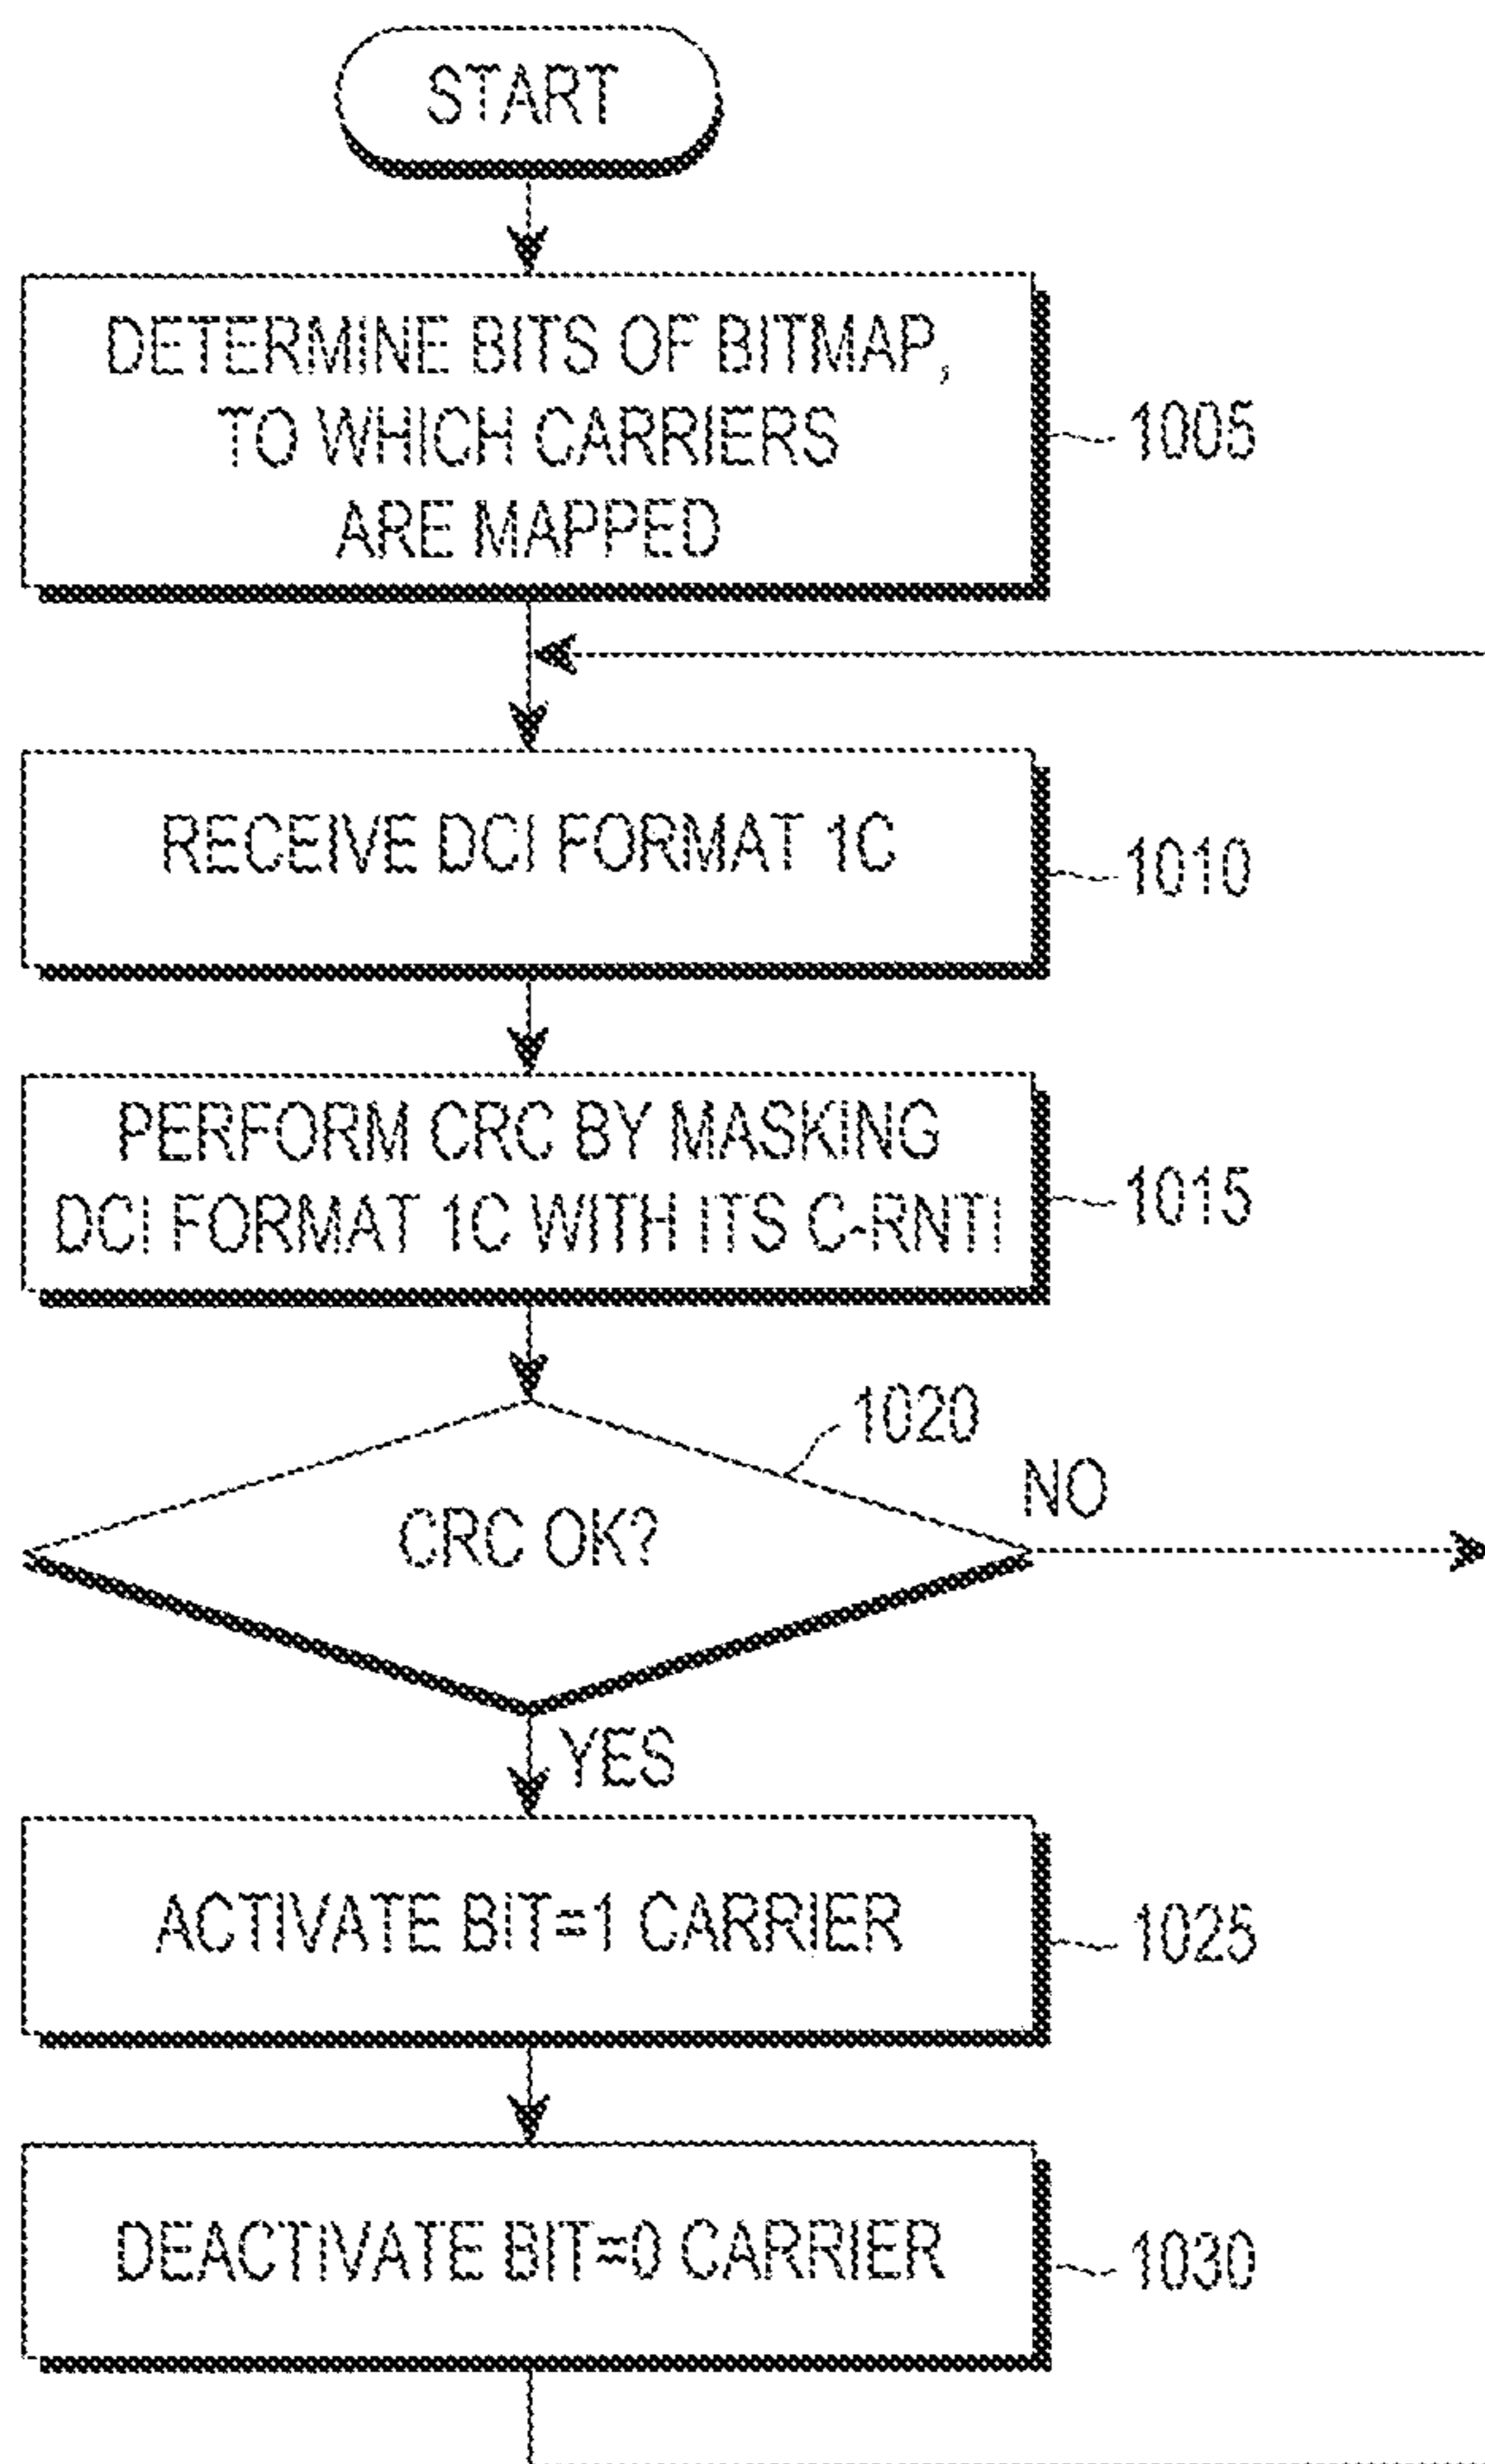 START
DETERMINE BITS OF BITMAP,
TO WHICH CARRIERS
ARE MAPPED
1005
RECEIVE DCI FORMAT 1C
1010
PERFORM CRC BY MASKING
DCI FORMAT 1C WITH ITS C-RNTI
1015
1020
CRC OK?
NO
YES
ACTIVATE BIT=1 CARRIER
1025
DEACTIVATE BIT=0 CARRIER
1030